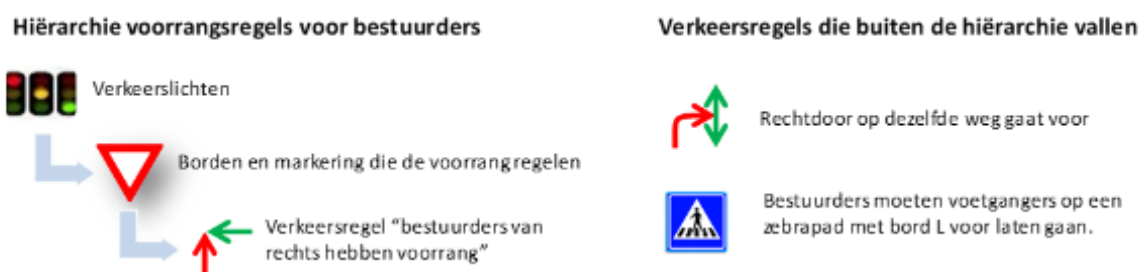 Hiërarchie voorrangsregels voor bestuurders
Verkeerslichten
Borden en markering die de voorrang regelen
Verkeersregel “bestuurders van
rechts hebben voorrang”
Verkeersregels die buiten de hiërarchie vallen
Rechtdoor op dezelfde weg gaat voor
Bestuurders moeten voetgangers op een
zebrapad met bord L voor laten gaan.